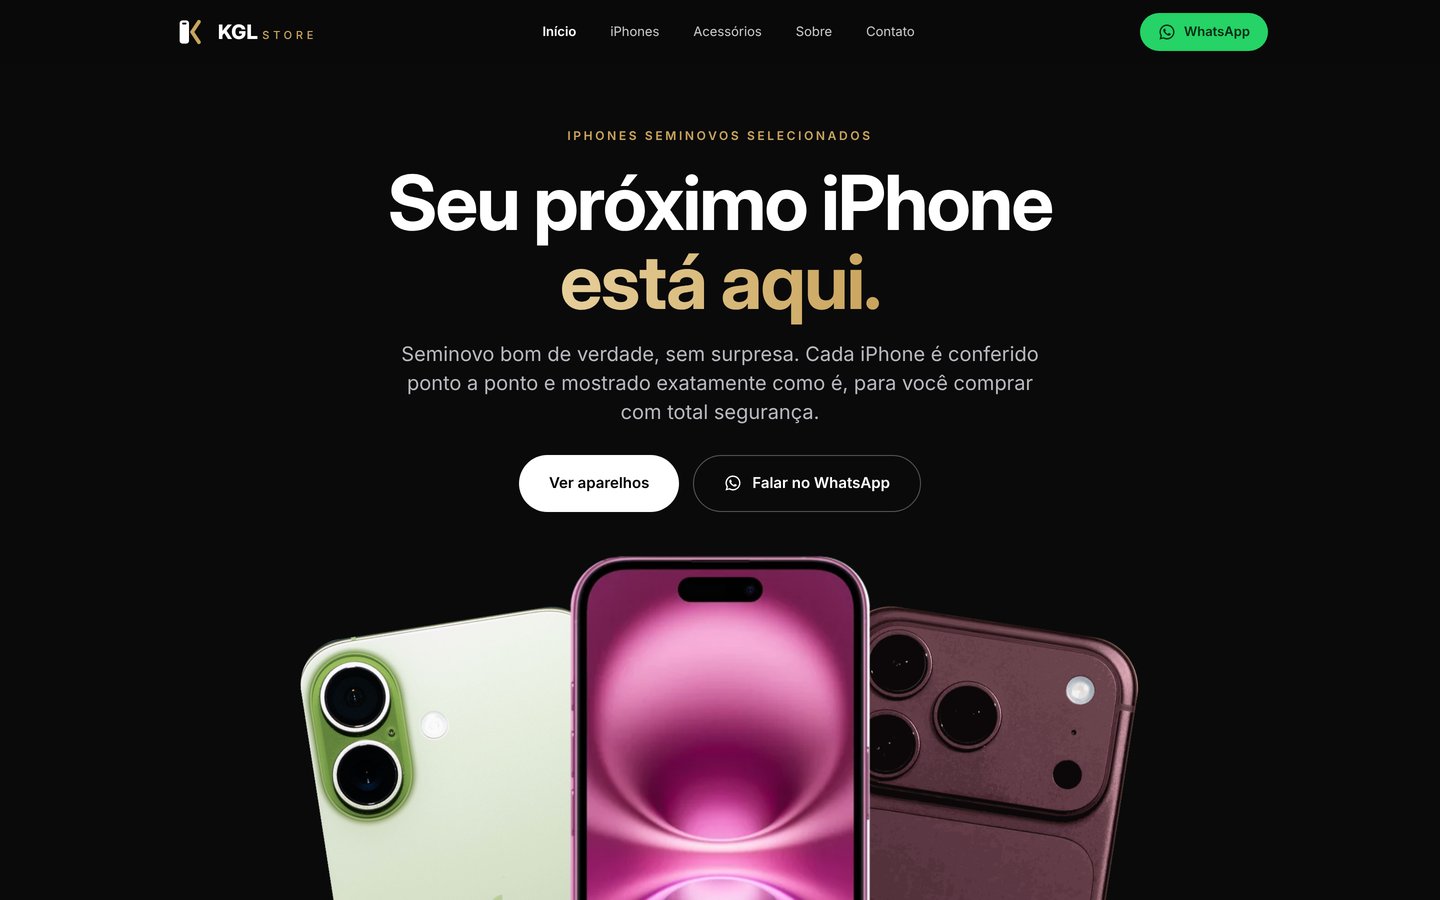 KGL STORE
Início
iPhones
Acessórios
Sobre
Contato
WhatsApp
IPHONES SEMINOVOS SELECIONADOS
Seu próximo iPhone
está aqui.
Seminovo bom de verdade, sem surpresa. Cada iPhone é conferido
ponto a ponto e mostrado exatamente como é, para você comprar
com total segurança.
Ver aparelhos
Falar no WhatsApp